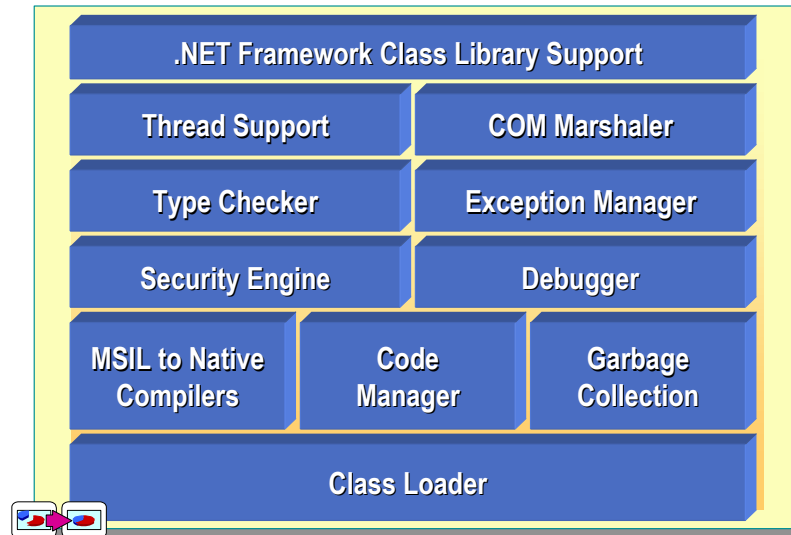 .NET Framework Class Library Support
Thread Support
COM Marshaler
Type Checker
Exception Manager
Security Engine
Debugger
MSIL to Native
Compilers
Code
Manager
Garbage
Collection
Class Loader